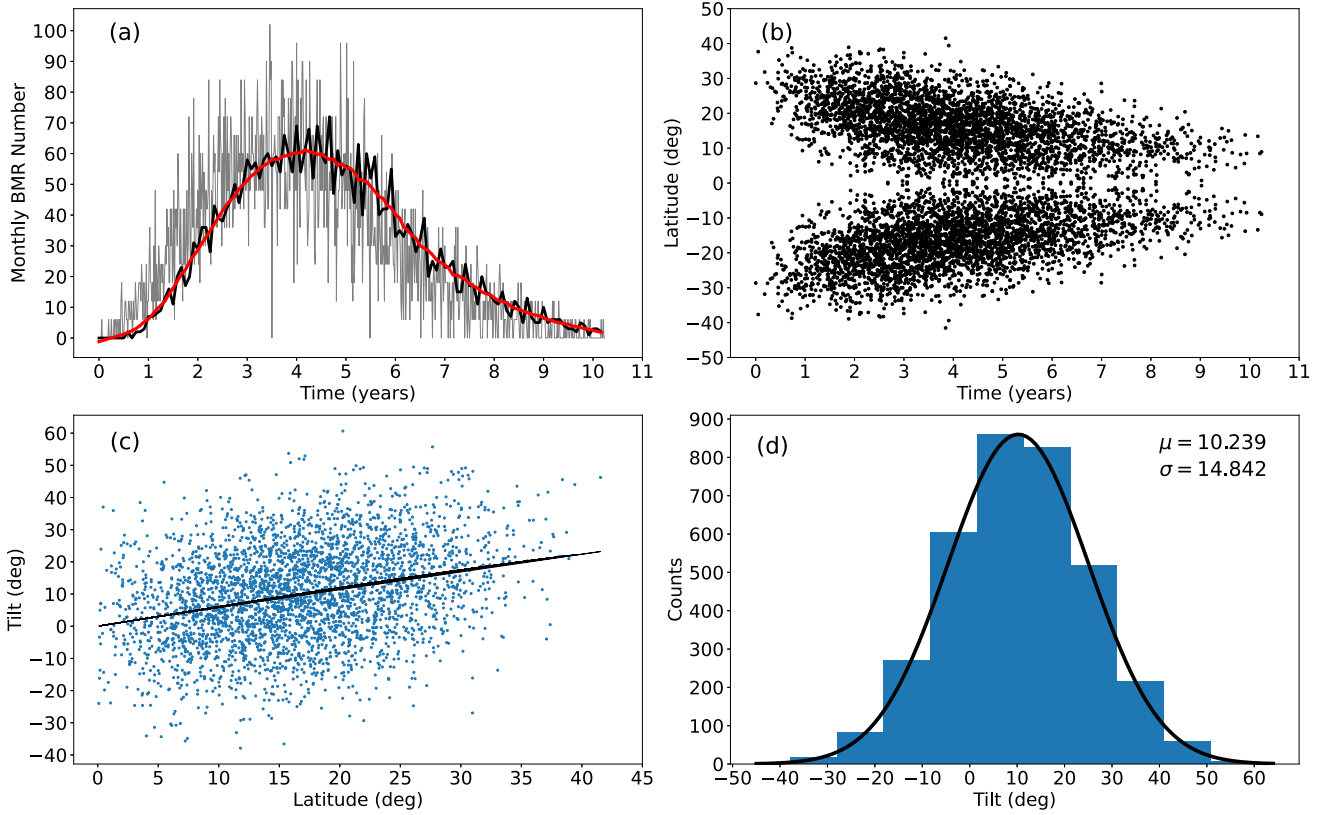 (a)
Monthly BMR Number
100
90
80
70
60
50
40
30
20
10
0
0 1 2 3 4 5 6 7 8 9 10 11
Time (years)
(b)
Latitude (deg)
50
40
30
20
10
0
−10
−20
−30
−40
−50
0 1 2 3 4 5 6 7 8 9 10 11
Time (years)
(c)
Tilt (deg)
60
50
40
30
20
10
0
−10
−20
−30
−40
0 5 10 15 20 25 30 35 40 45
Latitude (deg)
(d)
μ = 10.239
σ = 14.842
Counts
900
800
700
600
500
400
300
200
100
0
−50 −40 −30 −20 −10 0 10 20 30 40 50 60
Tilt (deg)